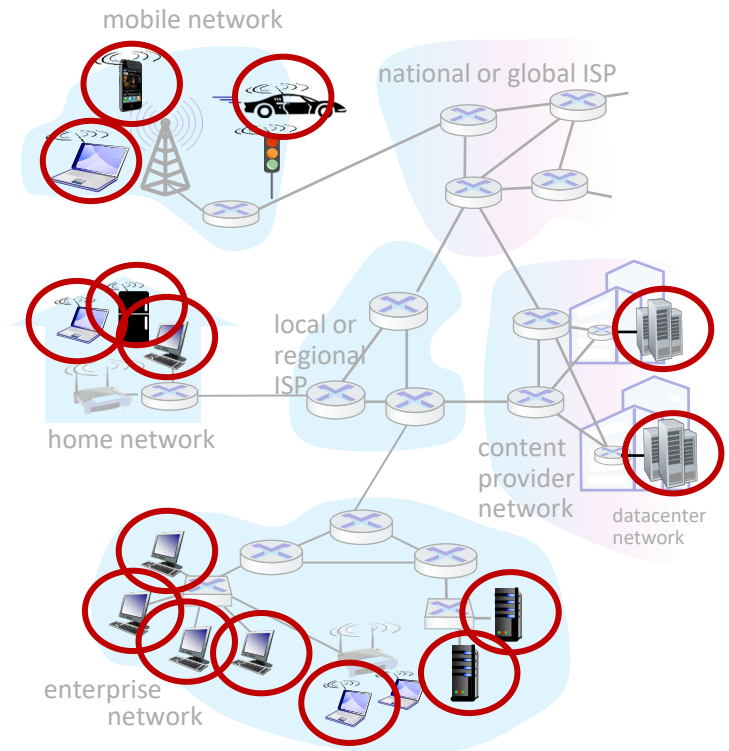 mobile network
national or global ISP
local or
regional
ISP
home network
content
provider
network
datacenter
network
enterprise
network